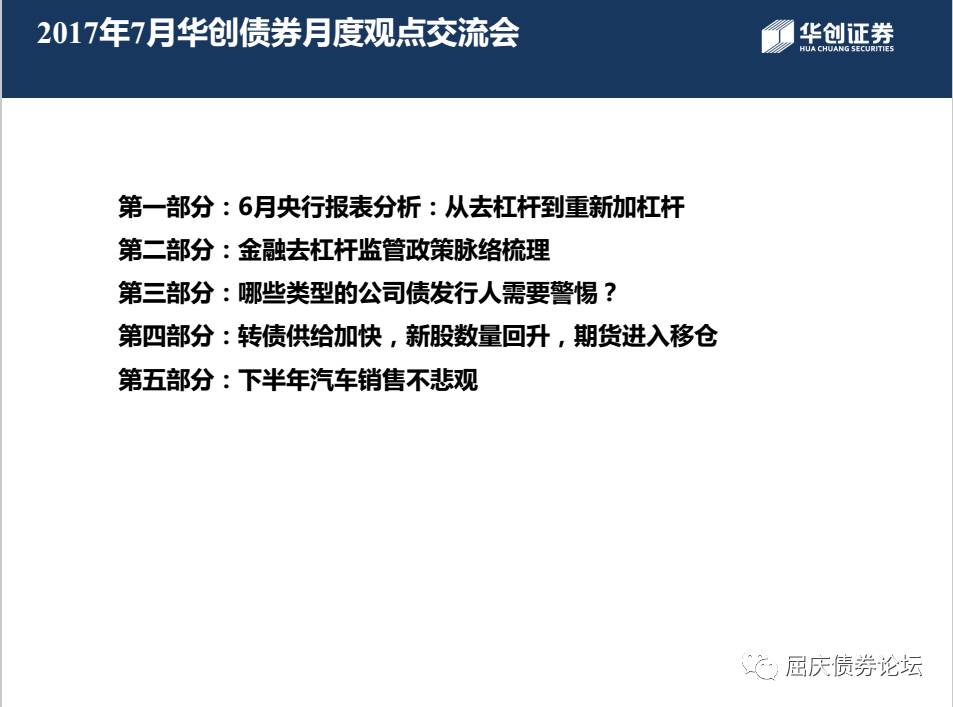 2017年7月华创债券月度观点交流会
华创证券
HUA CHUANG SECURITIES
第一部分：6月央行报表分析：从去杠杆到重新加杠杆
第二部分：金融去杠杆监管政策脉络梳理
第三部分：哪些类型的公司债发行人需要警惕？
第四部分：转债供给加快，新股数量回升，期货进入移仓
第五部分：下半年汽车销售不悲观
屈庆债券论坛